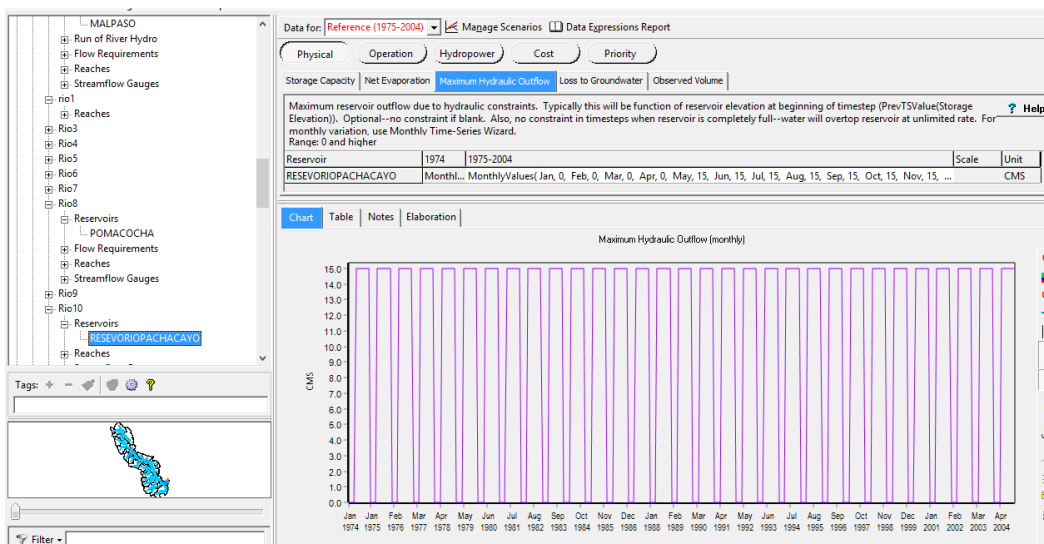 MALPASO
Run of River Hydro
Flow Requirements
Reaches
Streamflow Gauges
rio1
Reaches
Rio3
Rio4
Rio5
Rio6
Rio7
Rio8
Reservoirs
POMACOCHA
Flow Requirements
Reaches
Streamflow Gauges
Rio9
Rio10
Reservoirs
RESEVORIOPACHACAYO
Reaches
Tags:
Filter
Data for: Reference (1975-2004) Manage Scenarios Data Expressions Report
Physical Operation Hydropower Cost Priority
Storage Capacity Net Evaporation Maximum Hydraulic Outflow Loss to Groundwater Observed Volume
Maximum reservoir outflow due to hydraulic constraints. Typically this will be function of reservoir elevation at beginning of timestep (PrevTSValue(Storage
Elevation)). Optional--no constraint if blank. Also, no constraint in timesteps when reservoir is completely full--water will overtop reservoir at unlimited rate. For
monthly variation, use Monthly Time-Series Wizard.
Range: 0 and higher
? Help
Reservoir 1974 1975-2004 Scale Unit
RESEVORIOPACHACAYO Monthl... MonthlyValues( Jan, 0, Feb, 0, Mar, 0, Apr, 0, May, 15, Jun, 15, Jul, 15, Aug, 15, Sep, 15, Oct, 15, Nov, 15, ... CMS
Chart Table Notes Elaboration
Maximum Hydraulic Outflow (monthly)
15.0
14.0
13.0
12.0
11.0
10.0
9.0
8.0
7.0
6.0
5.0
4.0
3.0
2.0
1.0
0.0
CMS
Jan Jan Feb Mar Apr May Jun Jul Aug Sep Oct Nov Dec Jan Feb Mar Apr May Jun Jul Aug Sep Oct Nov Dec Jan Feb Mar Apr
1974 1975 1976 1977 1978 1979 1980 1981 1982 1983 1984 1985 1986 1988 1989 1990 1991 1992 1993 1994 1995 1996 1997 1998 1999 2001 2002 2003 2004